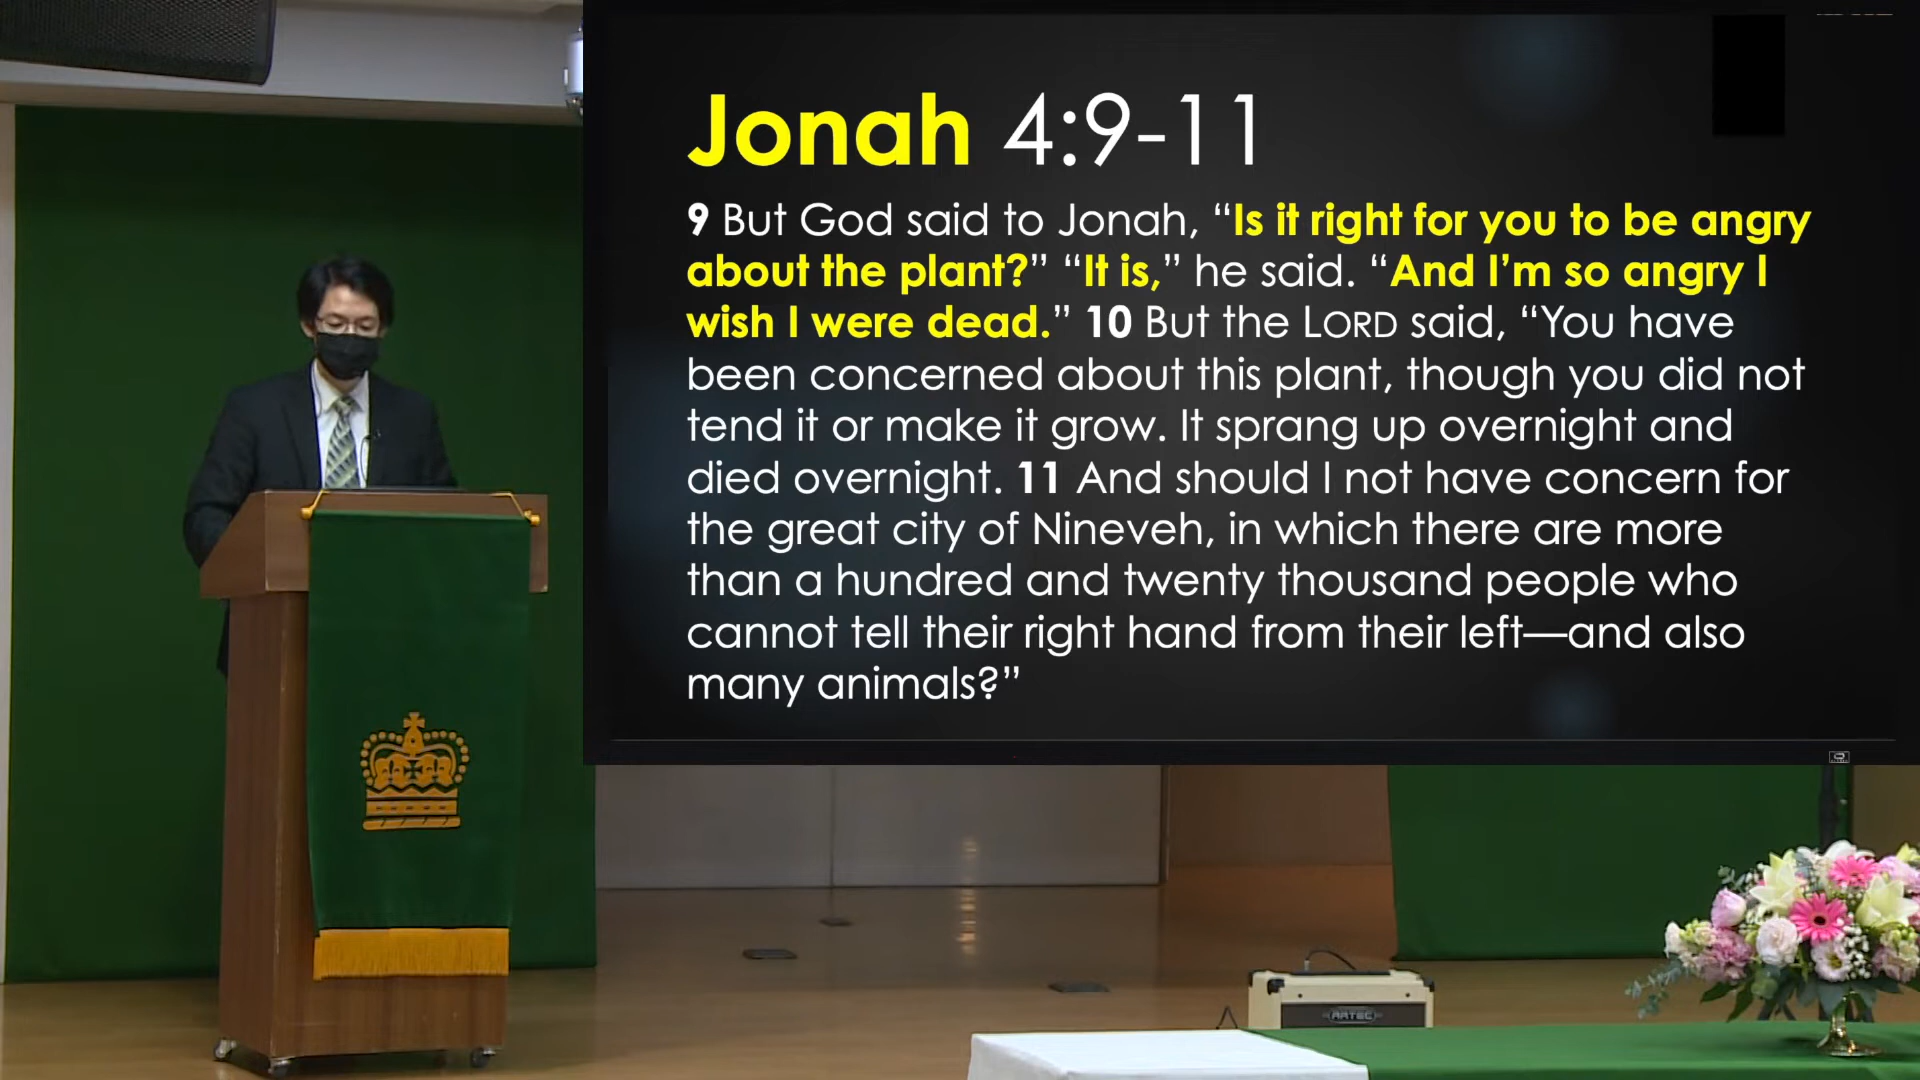 Jonah 4:9-11
9 But God said to Jonah, “Is it right for you to be angry
about the plant?” “It is,” he said. “And I’m so angry I
wish I were dead.” 10 But the LORD said, “You have
been concerned about this plant, though you did not
tend it or make it grow. It sprang up overnight and
died overnight. 11 And should I not have concern for
the great city of Nineveh, in which there are more
than a hundred and twenty thousand people who
cannot tell their right hand from their left—and also
many animals?”
ARTEC